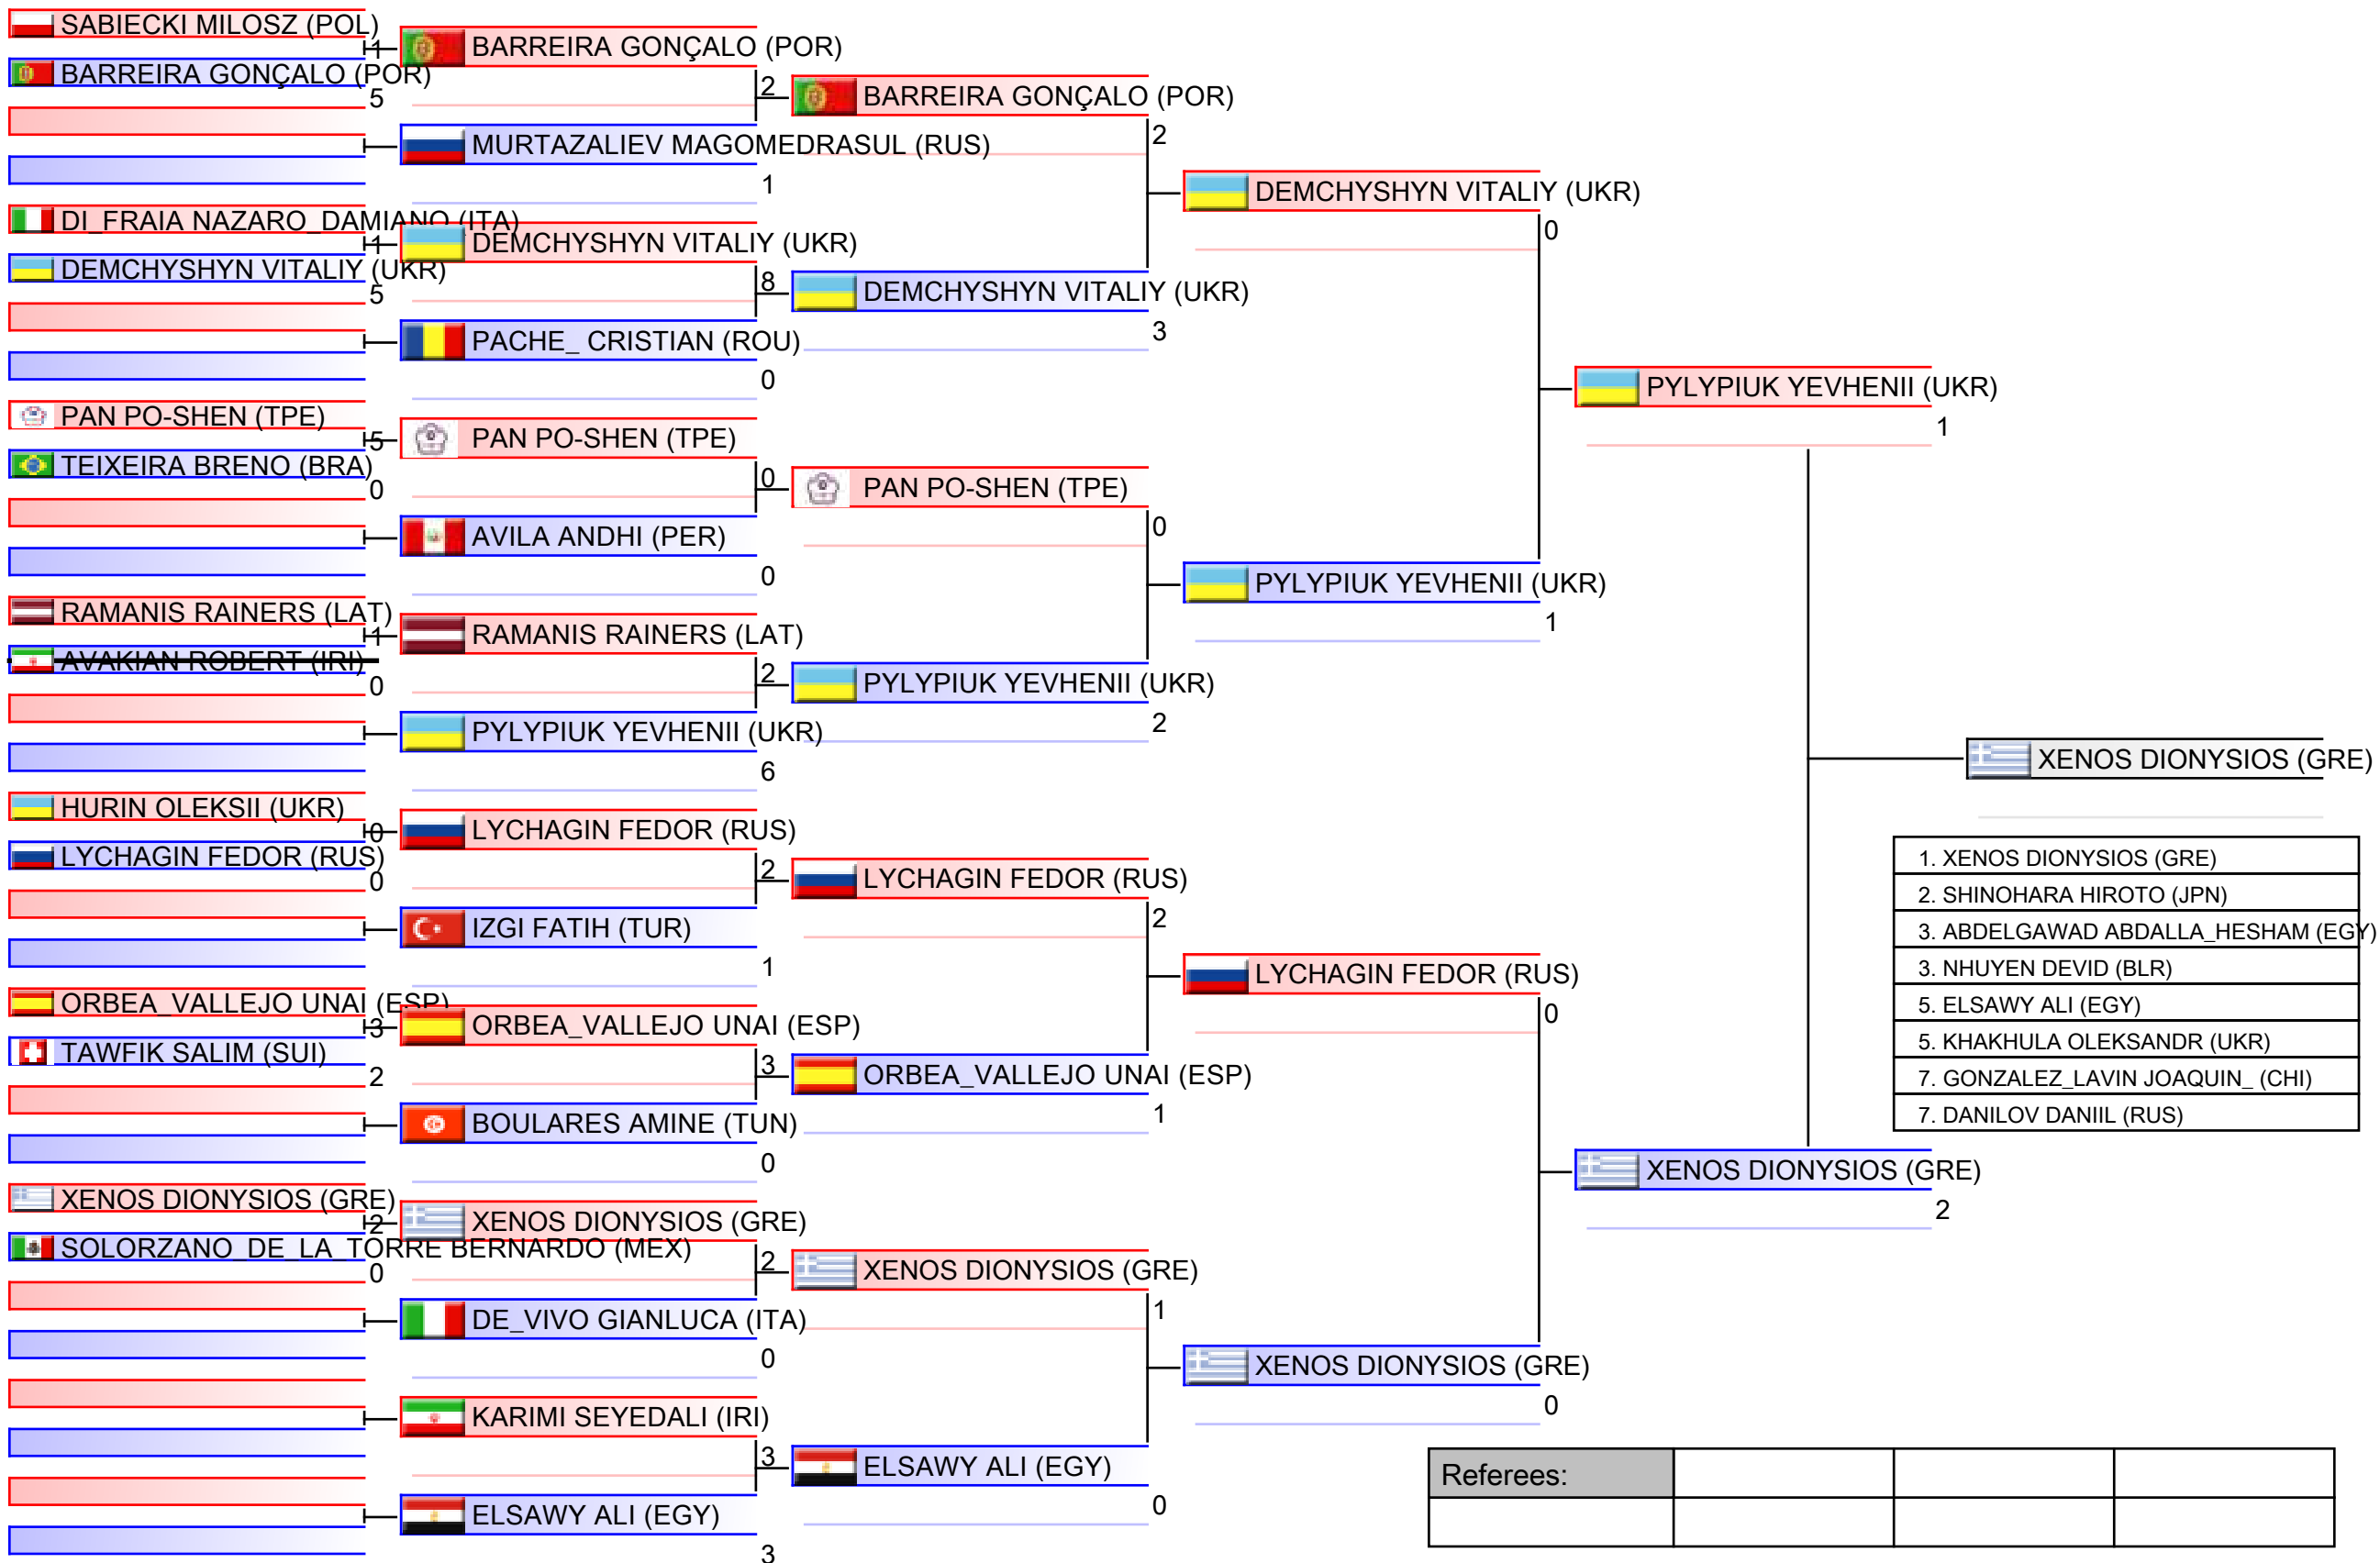 SABIECKI MILOSZ (POL)
1
BARREIRA GONÇALO (POR)
5
DI_FRAIA NAZARO_DAMIANO (ITA)
1
DEMCHYSHYN VITALIY (UKR)
5
PAN PO-SHEN (TPE)
5
TEIXEIRA BRENO (BRA)
0
RAMANIS RAINERS (LAT)
1
AVAKIAN ROBERT (IRI)
0
HURIN OLEKSII (UKR)
0
LYCHAGIN FEDOR (RUS)
0
ORBEA_VALLEJO UNAI (ESP)
3
TAWFIK SALIM (SUI)
2
XENOS DIONYSIOS (GRE)
2
SOLORZANO_DE_LA_TORRE BERNARDO (MEX)
0
BARREIRA GONÇALO (POR)
2
MURTAZALIEV MAGOMEDRASUL (RUS)
1
DEMCHYSHYN VITALIY (UKR)
8
PACHE_ CRISTIAN (ROU)
0
PAN PO-SHEN (TPE)
0
AVILA ANDHI (PER)
0
RAMANIS RAINERS (LAT)
2
PYLYPIUK YEVHENII (UKR)
6
LYCHAGIN FEDOR (RUS)
2
IZGI FATIH (TUR)
1
ORBEA_VALLEJO UNAI (ESP)
3
BOULARES AMINE (TUN)
0
XENOS DIONYSIOS (GRE)
2
DE_VIVO GIANLUCA (ITA)
0
KARIMI SEYEDALI (IRI)
3
ELSAWY ALI (EGY)
3
BARREIRA GONÇALO (POR)
2
DEMCHYSHYN VITALIY (UKR)
3
PAN PO-SHEN (TPE)
0
PYLYPIUK YEVHENII (UKR)
2
LYCHAGIN FEDOR (RUS)
2
ORBEA_VALLEJO UNAI (ESP)
1
XENOS DIONYSIOS (GRE)
1
ELSAWY ALI (EGY)
0
DEMCHYSHYN VITALIY (UKR)
0
PYLYPIUK YEVHENII (UKR)
1
LYCHAGIN FEDOR (RUS)
0
XENOS DIONYSIOS (GRE)
0
PYLYPIUK YEVHENII (UKR)
1
XENOS DIONYSIOS (GRE)
2
XENOS DIONYSIOS (GRE)
1. XENOS DIONYSIOS (GRE)
2. SHINOHARA HIROTO (JPN)
3. ABDELGAWAD ABDALLA_HESHAM (EGY)
3. NHUYEN DEVID (BLR)
5. ELSAWY ALI (EGY)
5. KHAKHULA OLEKSANDR (UKR)
7. GONZALEZ_LAVIN JOAQUIN_ (CHI)
7. DANILOV DANIIL (RUS)
Referees: